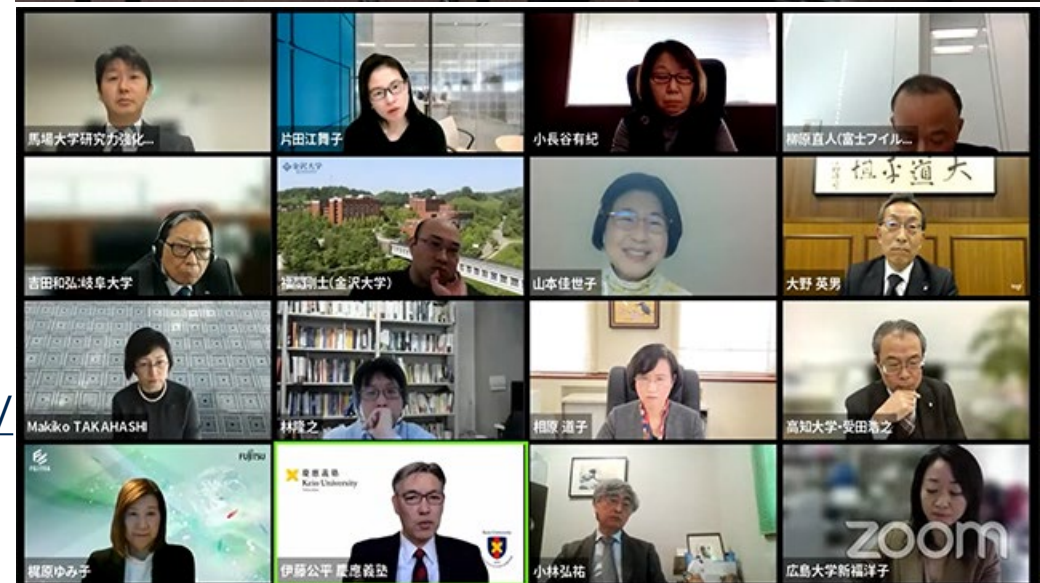 馬場大学研究力強化...
片田江舞子
小長谷有紀
柳原直人(富士フイル...
吉田和弘:岐阜大学
金沢大学
福間剛士(金沢大学)
山本佳世子
大道
大野 英男
Makiko TAKAHASHI
林隆之
相原 道子
高知大学・受田浩之
/
FUJITSU
梶原ゆみ子
慶應義塾
Keio University
伊藤公平 慶應義塾
小林弘祐
zoom
広島大学新福洋子